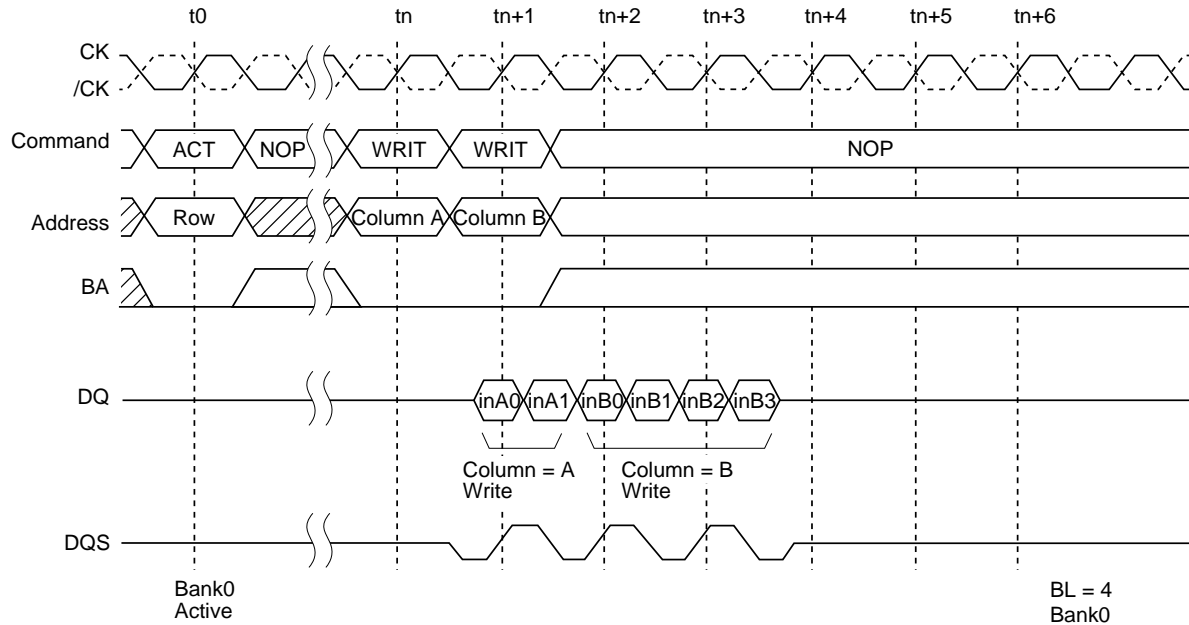 t0 tn tn+1 tn+2 tn+3 tn+4 tn+5 tn+6
CK
/CK
Command ACT NOP WRIT WRIT NOP
Address Row Column A Column B
BA
DQ inA0 inA1 inB0 inB1 inB2 inB3
Column = A Column = B
Write Write
DQS
Bank0 BL = 4
Active Bank0